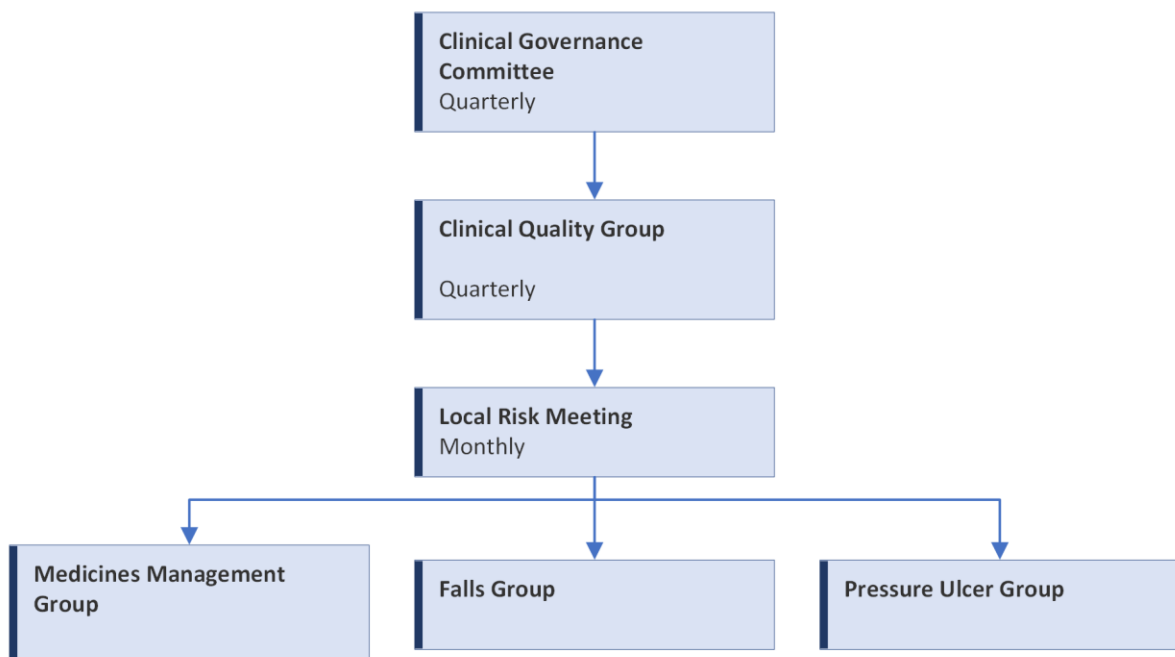 Clinical Governance
Committee
Quarterly
Clinical Quality Group
Quarterly
Local Risk Meeting
Monthly
Medicines Management
Group
Falls Group
Pressure Ulcer Group